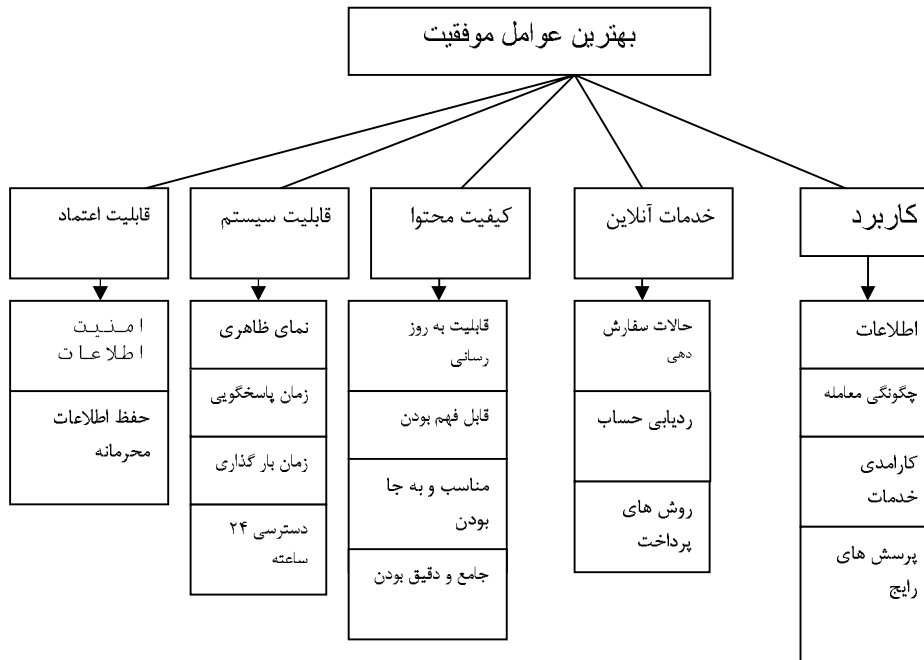 بهترین عوامل موفقیت
کاربرد
خدمات آنلاین
کیفیت محتوا
قابلیت سیستم
قابلیت اعتماد
اطلاعات
چگونگی معامله
کارامدی
خدمات
پرسش های
رایج
حالات سفارش
دهی
ردیابی حساب
روش های
پرداخت
قابلیت به روز
رسانی
قابل فهم بودن
مناسب و به جا
بودن
جامع و دقیق بودن
نمای ظاهری
زمان پاسخگویی
زمان بار گذاری
دسترسی ۲۴
ساعته
امنیت
اطلاعات
حفظ اطلاعات
محرمانه